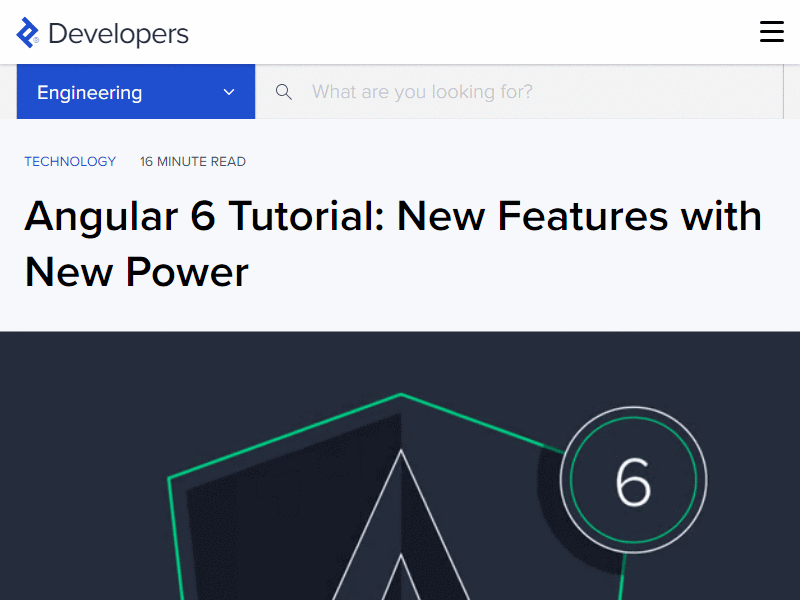 Developers
Engineering
What are you looking for?
TECHNOLOGY 16 MINUTE READ
Angular 6 Tutorial: New Features with
New Power
6